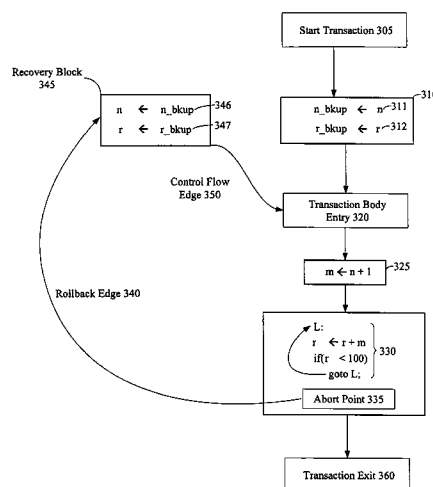 Start Transaction 305
Recovery Block
345
n ← n_bkup 346
r ← r_bkup 347
310
n_bkup ← n 311
r_bkup ← r 312
Control Flow
Edge 350
Transaction Body
Entry 320
m ← n + 1
325
Rollback Edge 340
L:
r ← r + m
if(r < 100)
goto L;
330
Abort Point 335
Transaction Exit 360